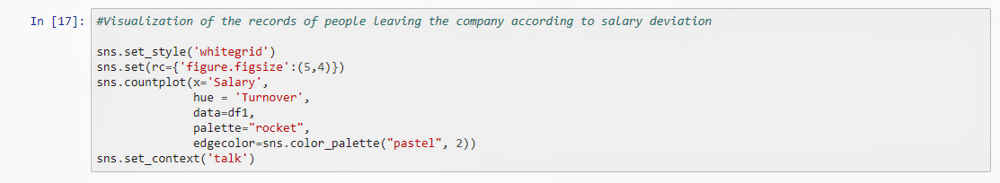 In [17]: #Visualization of the records of people leaving the company according to salary deviation
sns.set_style('whitegrid')
sns.set(rc={'figure.figsize':(5,4)})
sns.countplot(x='Salary',
hue = 'Turnover',
data=df1,
palette="rocket",
edgecolor=sns.color_palette("pastel", 2))
sns.set_context('talk')